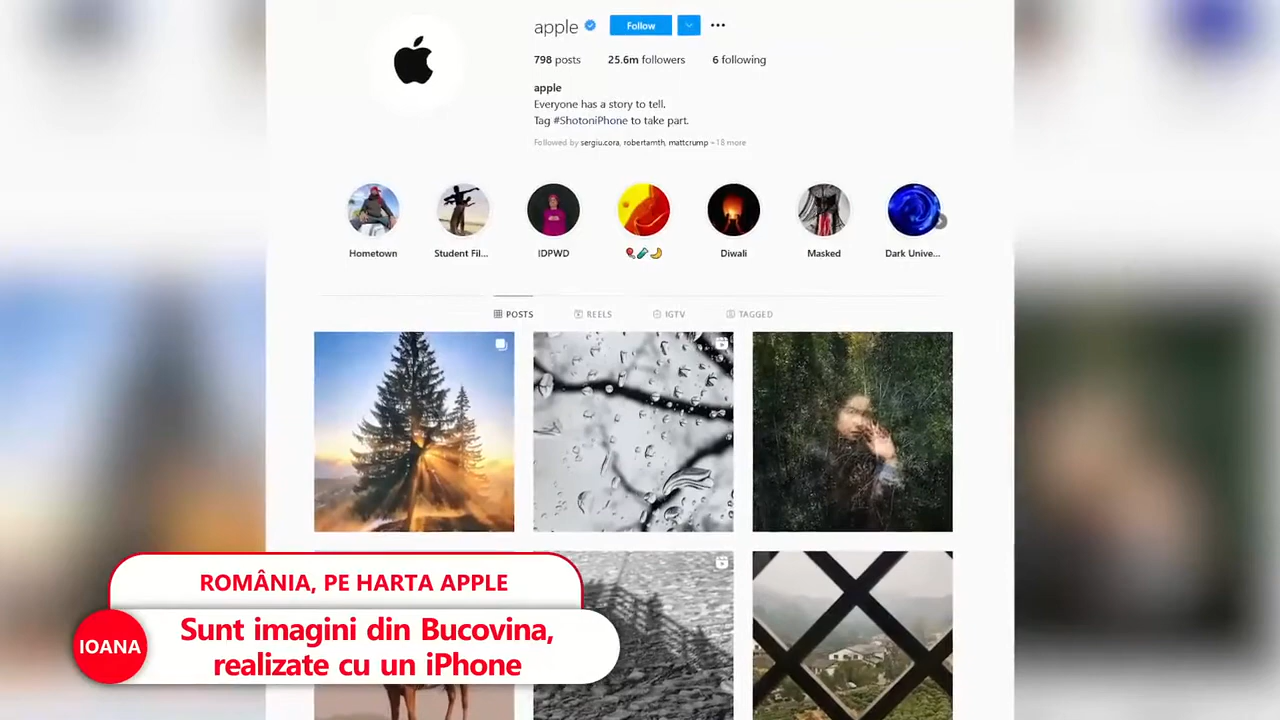 apple
Follow
798 posts 25.6m followers 6 following
apple
Everyone has a story to tell.
Tag #ShotoniPhone to take part.
Followed by sergiu.cora, robertamth, mattcrump +18 more
Hometown Student Fil... IDPWD Diwali Masked Dark Unive...
POSTS REELS IGTV TAGGED
ROMÂNIA, PE HARTA APPLE
IOANA
Sunt imagini din Bucovina,
realizate cu un iPhone